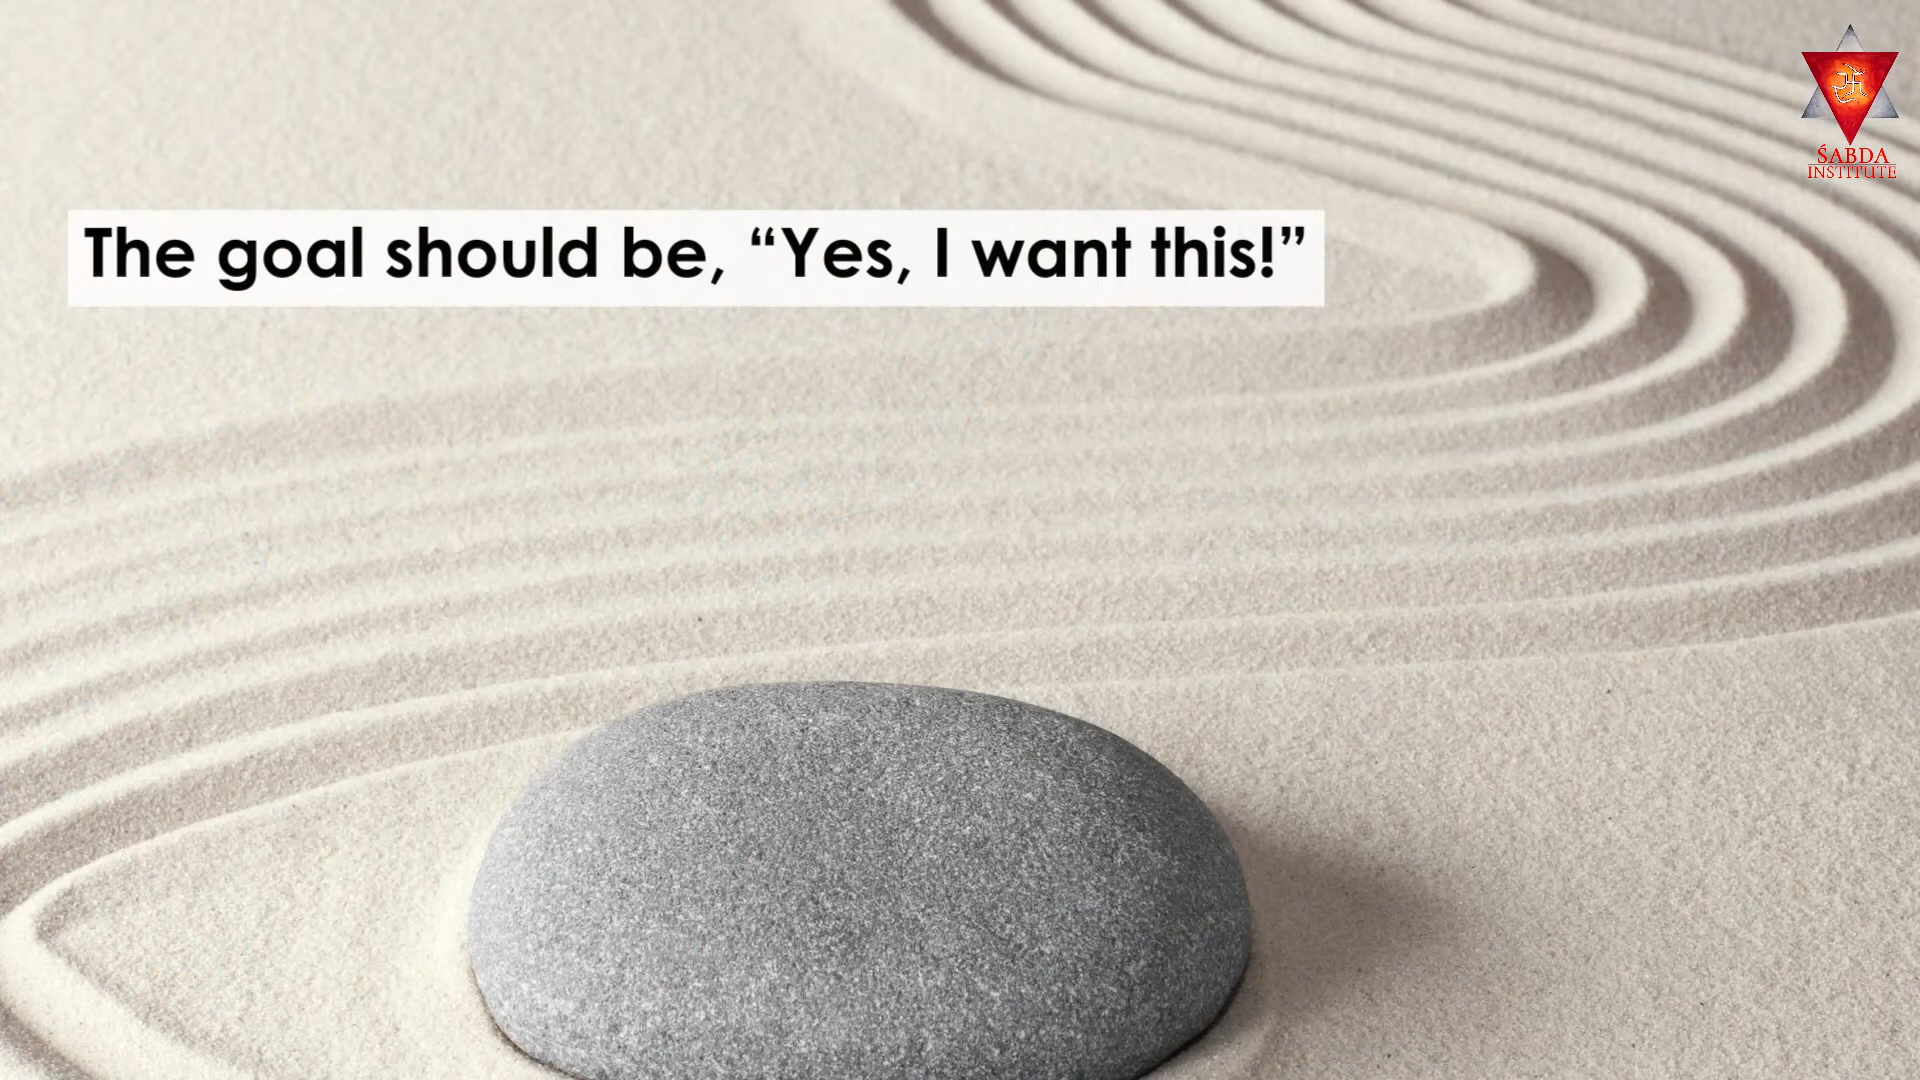 The goal should be, “Yes, I want this!”
ŚABDA
INSTITUTE